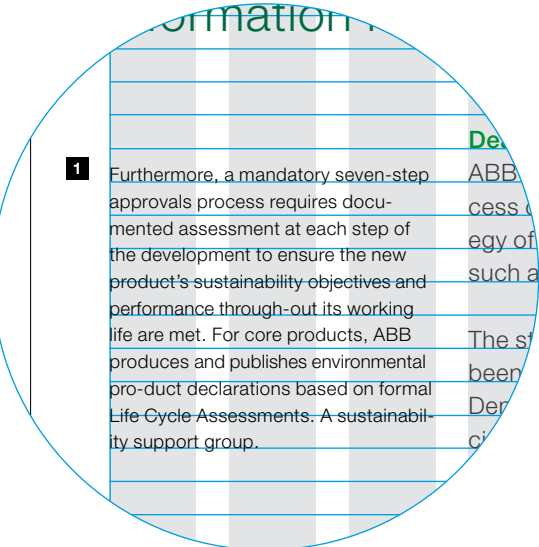 1
Furthermore, a mandatory seven-step
approvals process requires docu-
mented assessment at each step of
the development to ensure the new
product's sustainability objectives and
performance through-out its working
life are met. For core products, ABB
produces and publishes environmental
pro-duct declarations based on formal
Life Cycle Assessments. A sustainabil-
ity support group.
ABB
such a
The
been